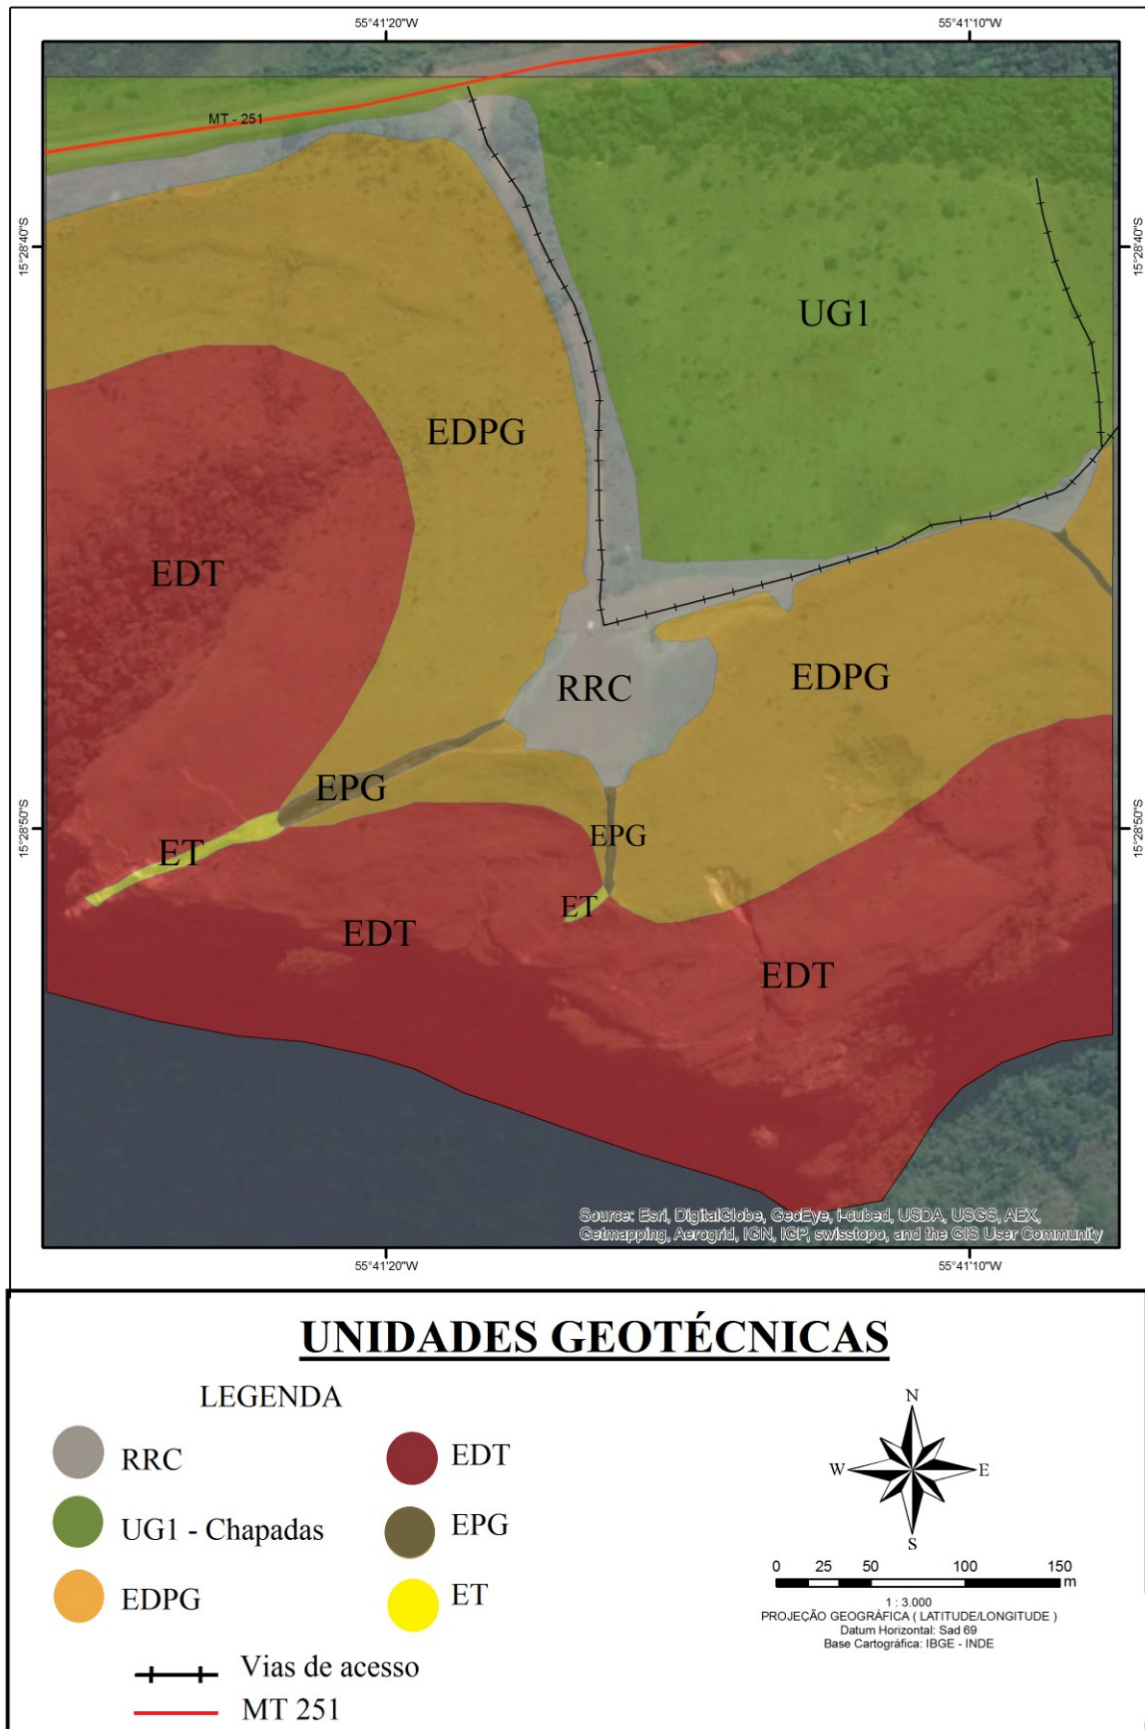 55°41'20"W
55°41'10"W
MT - 251
15°28'40"S
15°28'40"S
UG1
EDPG
EDT
RRC
EDPG
EPG
15°28'50"S
EPG
15°28'50"S
ET
ET
EDT
EDT
Source: Esri, DigitalGlobe, GeoEye, i-cubed, USDA, USGS, AEX,
Getmapping, Aerogrid, IGN, IGP, swisstopo, and the GIS User Community
55°41'20"W
55°41'10"W
UNIDADES GEOTÉCNICAS
LEGENDA
RRC
EDT
UG1 - Chapadas
EPG
EDPG
ET
Vias de acesso
MT 251
N
W
E
S
0 25 50 100 150
m
1 : 3.000
PROJEÇÃO GEOGRÁFICA ( LATITUDE/LONGITUDE )
Datum Horizontal: Sad 69
Base Cartográfica: IBGE - INDE